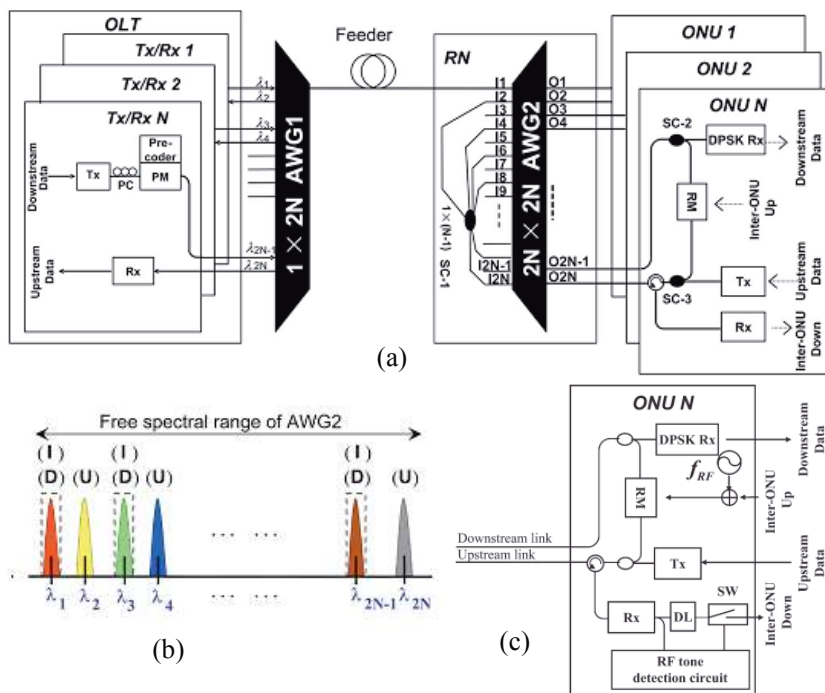 OLT
Tx/Rx 1
Tx/Rx 2
Tx/Rx N
Downstream
Data
Tx
PC
Pre-
coder
PM
Upstream
Data
Rx
λ1
λ2
λ3
λ4
λ2N-1
λ2N
1 × 2N AWG1
Feeder
RN
I1
I2
I3
I4
I5
I6
I7
I8
I9
I2N-1
I2N
1 × (N-1)
SC-1
2N × 2N AWG2
O1
O2
O3
O4
O2N-1
O2N
ONU 1
ONU 2
ONU N
SC-2
DPSK Rx
Downstream
Data
RM
Inter-ONU
Up
SC-3
Tx
Upstream
Data
Rx
Inter-ONU
Down
(a)
Free spectral range of AWG2
(I) (I) (I)
(D) (U) (D) (U) (D) (U)
... ... ... ...
λ1 λ2 λ3 λ4 ... ... λ2N-1 λ2N
(b)
ONU N
DPSK Rx
Downstream
Data
fRF
RM
Inter-ONU
Up
Downstream link
Upstream link
Tx
Upstream
Data
Rx
DL
SW
Inter-ONU
Down
RF tone
detection circuit
(c)